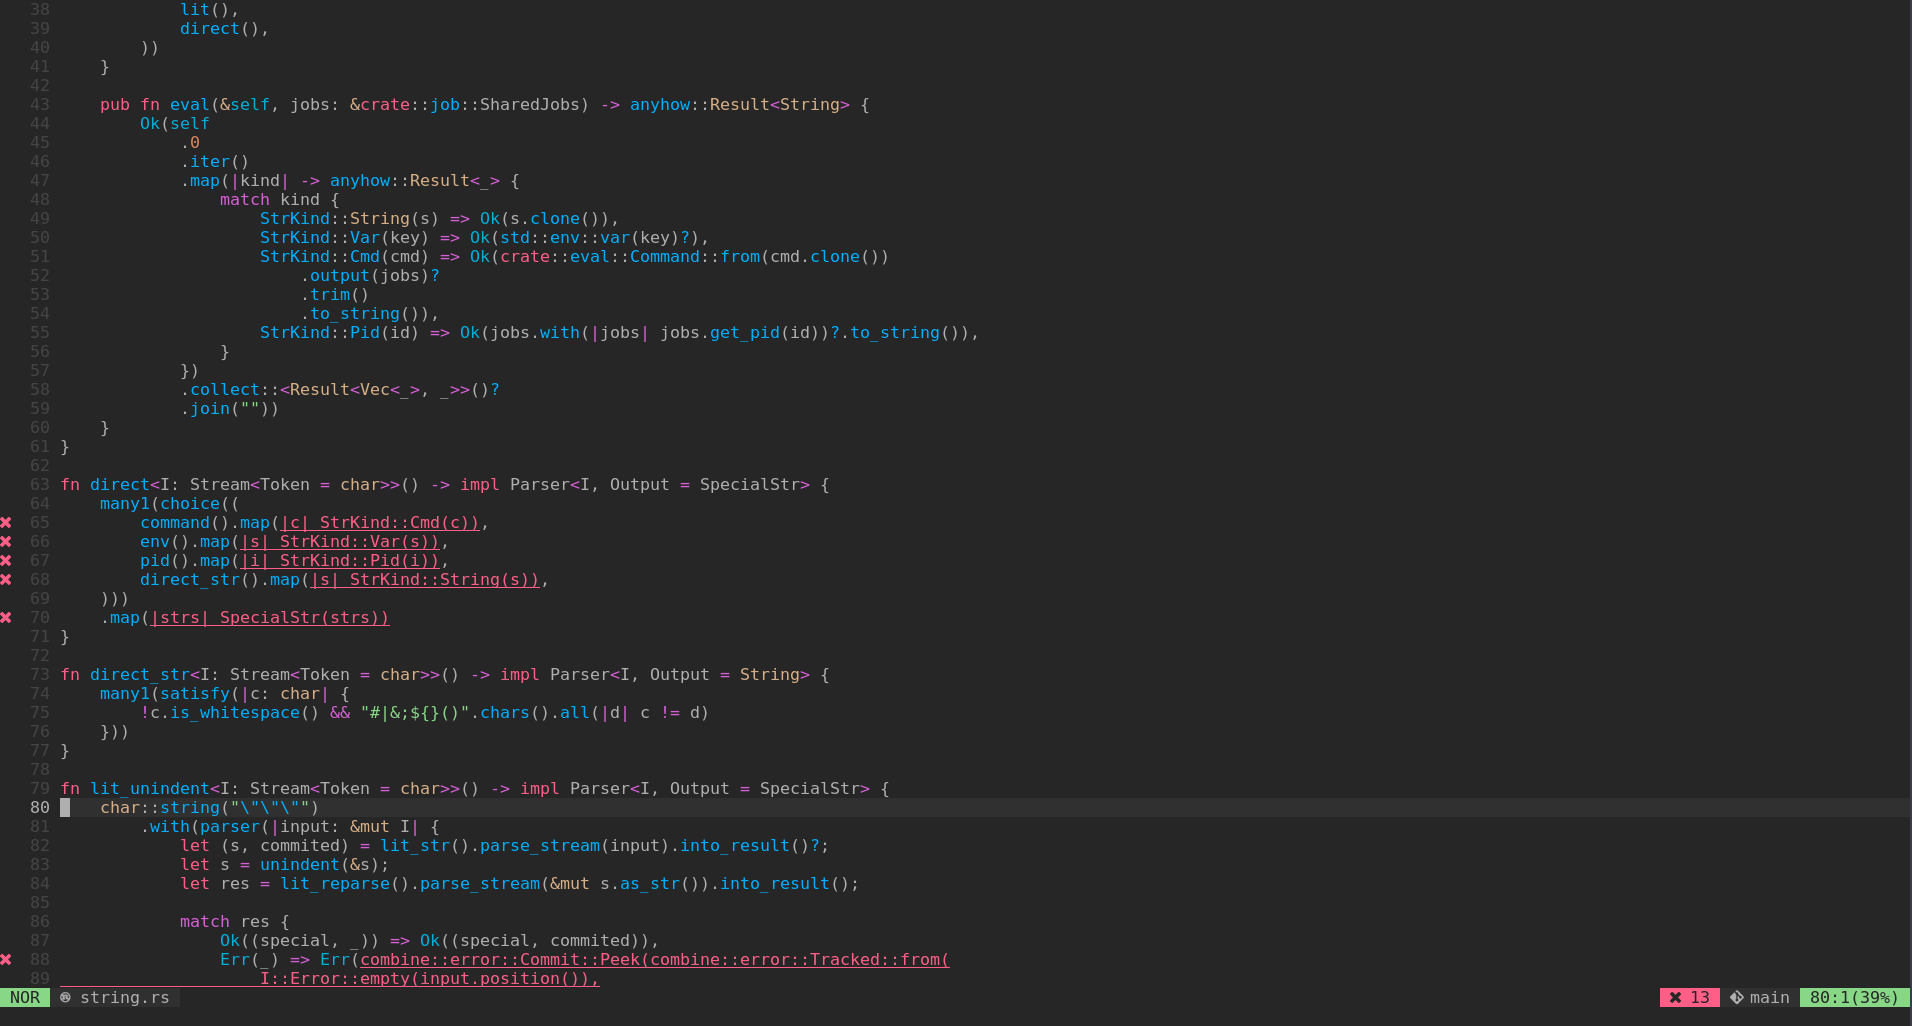 38 lit(),
39 direct(),
40 ))
41 }
42
43 pub fn eval(&self, jobs: &crate::job::SharedJobs) -> anyhow::Result<String> {
44 Ok(self
45 .0
46 .iter()
47 .map(|kind| -> anyhow::Result<_> {
48 match kind {
49 StrKind::String(s) => Ok(s.clone()),
50 StrKind::Var(key) => Ok(std::env::var(key)?),
51 StrKind::Cmd(cmd) => Ok(crate::eval::Command::from(cmd.clone())
52 .output(jobs)?
53 .trim()
54 .to_string()),
55 StrKind::Pid(id) => Ok(jobs.with(|jobs| jobs.get_pid(id))?.to_string()),
56 }
57 })
58 .collect::<Result<Vec<_>, _>>()?
59 .join(""))
60 }
61 }
62
63 fn direct<I: Stream<Token = char>>() -> impl Parser<I, Output = SpecialStr> {
64 many1(choice((
65 command().map(|c| StrKind::Cmd(c)),
66 env().map(|s| StrKind::Var(s)),
67 pid().map(|i| StrKind::Pid(i)),
68 direct_str().map(|s| StrKind::String(s)),
69 )))
70 .map(|strs| SpecialStr(strs))
71 }
72
73 fn direct_str<I: Stream<Token = char>>() -> impl Parser<I, Output = String> {
74 many1(satisfy(|c: char| {
75 !c.is_whitespace() && "#|&;${}()".chars().all(|d| c != d)
76 }))
77 }
78
79 fn lit_unindent<I: Stream<Token = char>>() -> impl Parser<I, Output = SpecialStr> {
80 char::string("\"\"\"")
81 .with(parser(|input: &mut I| {
82 let (s, commited) = lit_str().parse_stream(input).into_result()?;
83 let s = unindent(&s);
84 let res = lit_reparse().parse_stream(&mut s.as_str()).into_result();
85
86 match res {
87 Ok((special, _)) => Ok((special, commited)),
88 Err(_) => Err(combine::error::Commit::Peek(combine::error::Tracked::from(
89 I::Error::empty(input.position()),
NOR string.rs 13 main 80:1(39%)